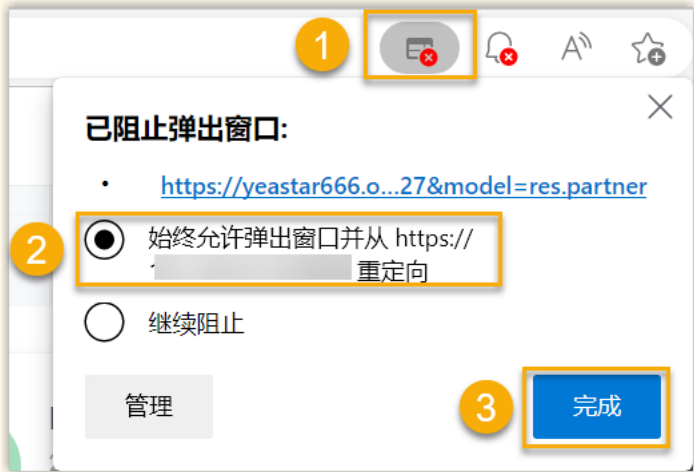 1
A
已阻止弹出窗口:
• https://yeastar666.o...27&model=res.partner
2
始终允许弹出窗口并从 https://
重定向
继续阻止
管理
3
完成